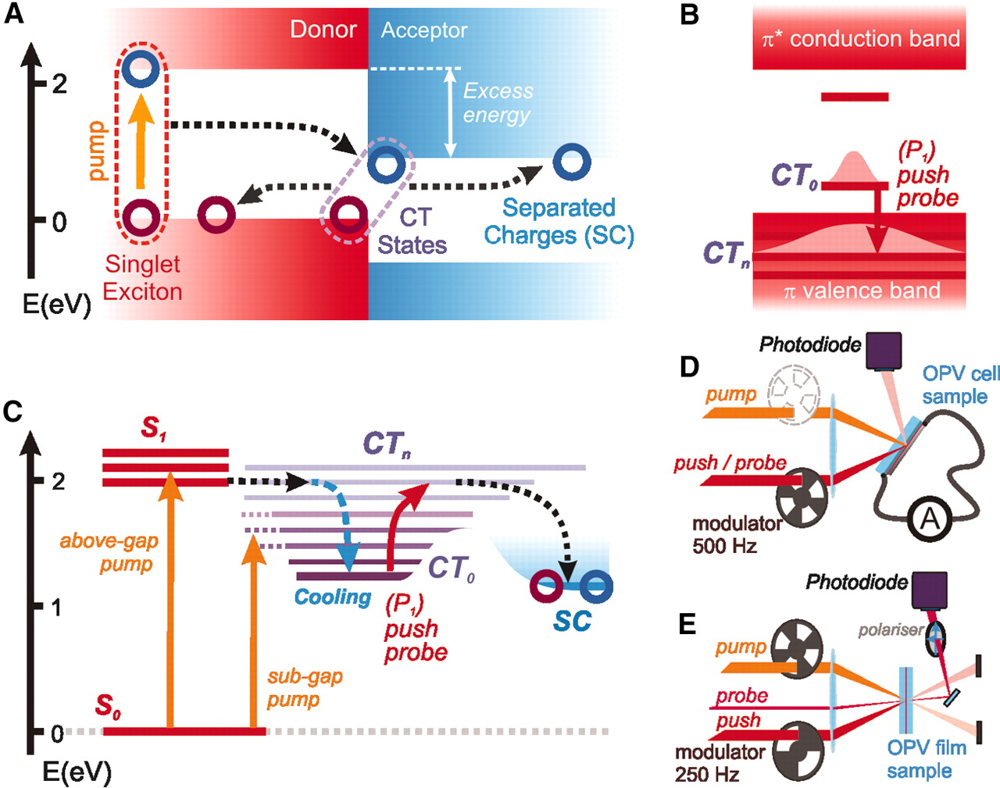 A
Donor
Acceptor
2
Excess
energy
pump
0
CT
States
Separated
Charges (SC)
Singlet
Exciton
E(eV)
B
π* conduction band
CT0
(P1)
push
probe
CTn
π valence band
C
S1
CTn
2
above-gap
pump
CT0
Cooling
(P1)
push
probe
SC
1
sub-gap
pump
S0
0
E(eV)
D
Photodiode
OPV cell
sample
pump
push / probe
modulator
500 Hz
A
E
Photodiode
polariser
pump
probe
push
modulator
250 Hz
OPV film
sample